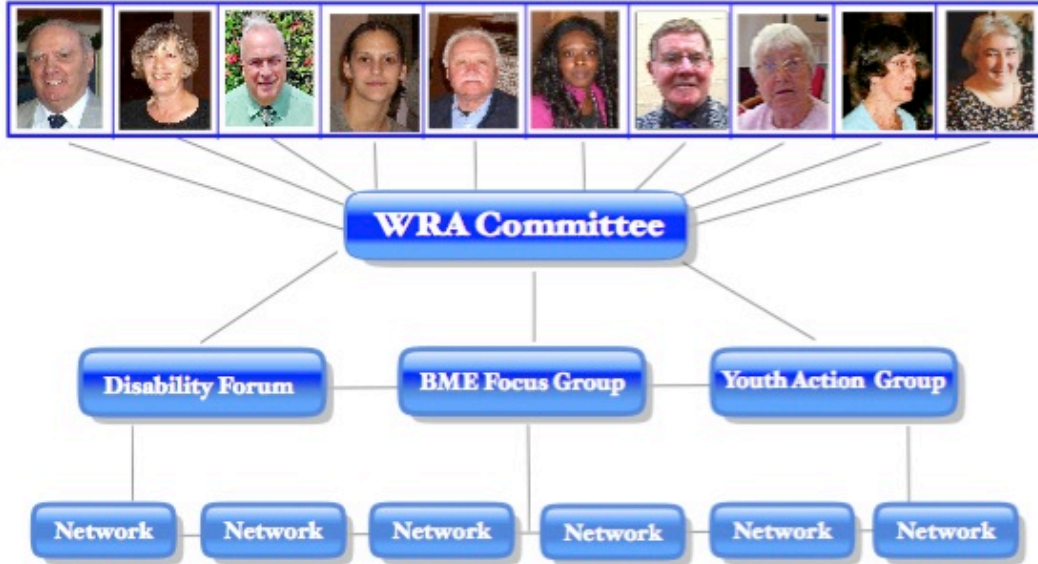 WRA Committee
Disability Forum
BME Focus Group
Youth Action Group
Network
Network
Network
Network
Network
Network